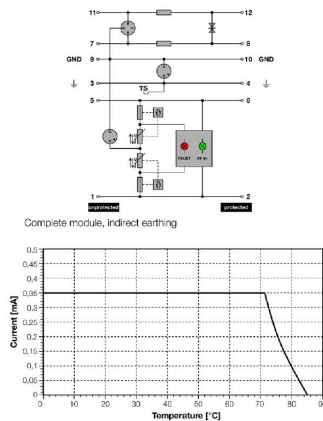 11 12
7 8
GND 9 10 GND
3 4
TS
5 6
FAULT
1 2
unprotected protected
Complete module, indirect earthing
Current [mA]
0,5
0,45
0,4
0,35
0,3
0,25
0,2
0,15
0,1
0,05
0
0 10 20 30 40 50 60 70 80 90
Temperature [°C]